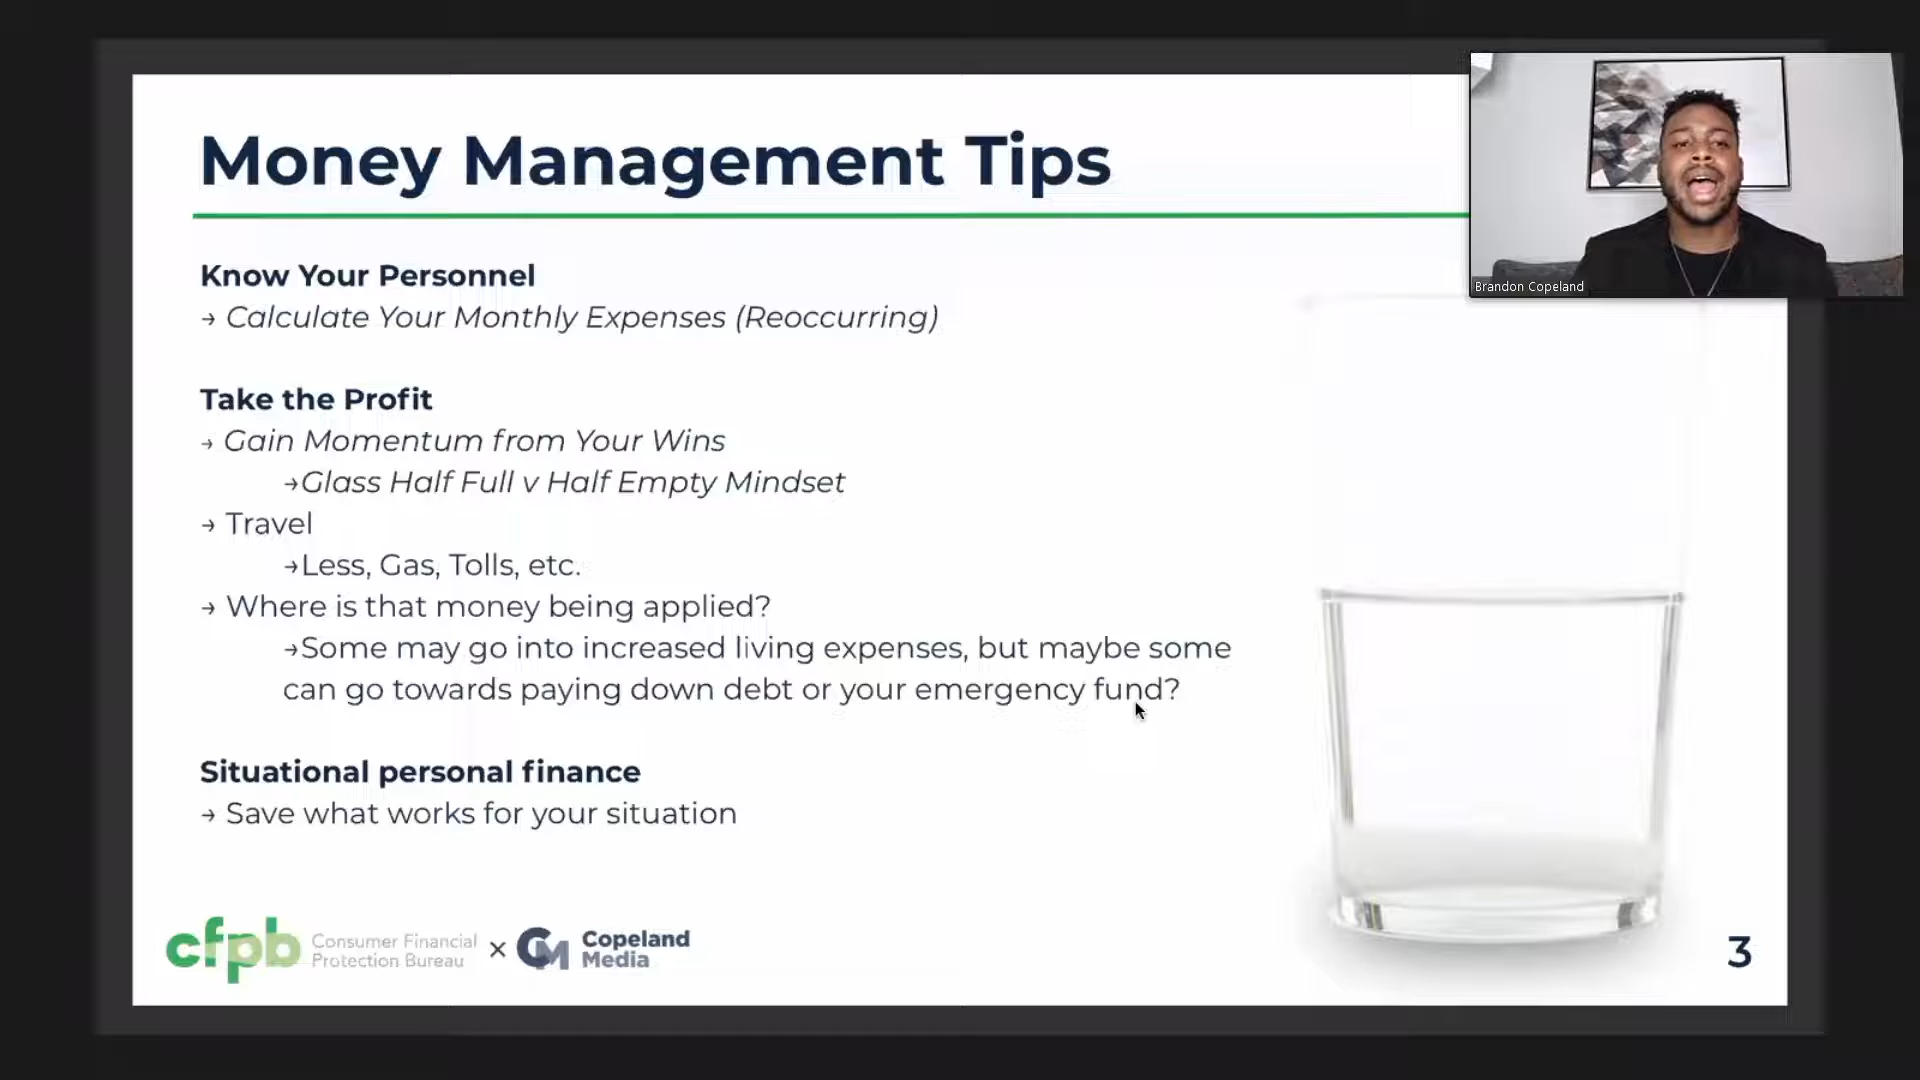 Money Management Tips
Brandon Copeland
Know Your Personnel
→ Calculate Your Monthly Expenses (Reoccurring)
Take the Profit
→ Gain Momentum from Your Wins
→Glass Half Full v Half Empty Mindset
→ Travel
→Less, Gas, Tolls, etc.
→ Where is that money being applied?
→Some may go into increased living expenses, but maybe some
can go towards paying down debt or your emergency fund?
Situational personal finance
→ Save what works for your situation
cfpb Consumer Financial
Protection Bureau
×
CM Copeland
Media
3